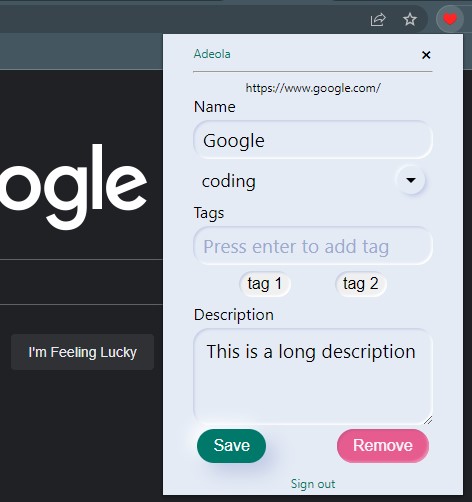 Adeola
https://www.google.com/
Name
Google
coding
Tags
Press enter to add tag
tag 1 tag 2
Description
This is a long description
Save Remove
Sign out
ogle
I'm Feeling Lucky